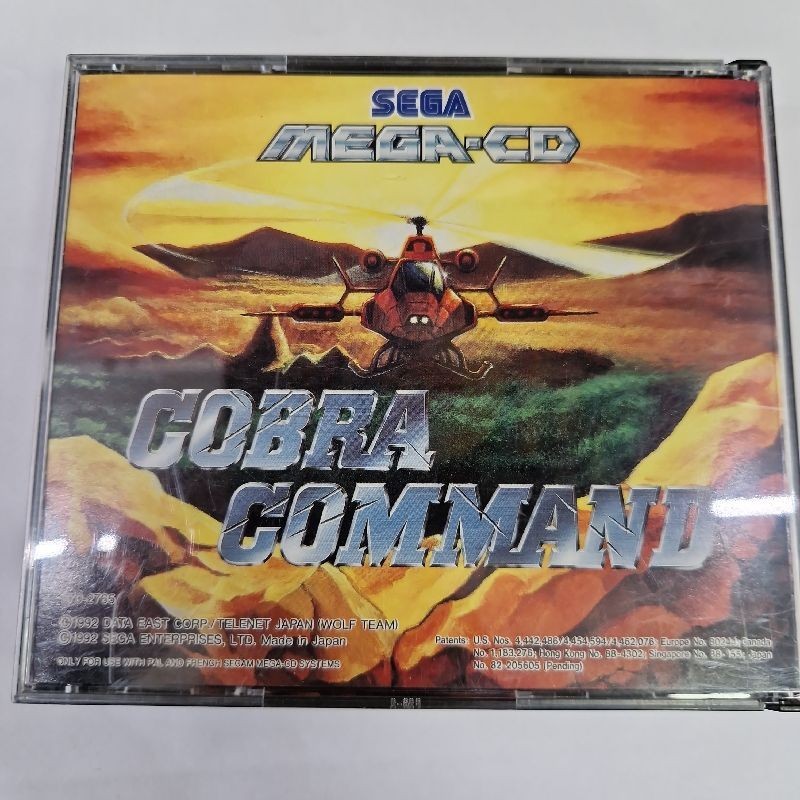 SEGA
MEGA-CD
COBRA
COMMAND
©1992 DATA EAST CORP./TELENET JAPAN (WOLF TEAM)
©1992 SEGA ENTERPRISES, LTD. Made in Japan
ONLY FOR USE WITH PAL AND FRENCH SECAM MEGA-CD SYSTEMS
Patents: U.S. Nos. 4,442,486/4,454,594/4,462,076; Europe No. 80244; Canada
No. 1,183,276; Hong Kong No. 88-4302; Singapore No. 88-155; Japan
No. 82-205605 (Pending)